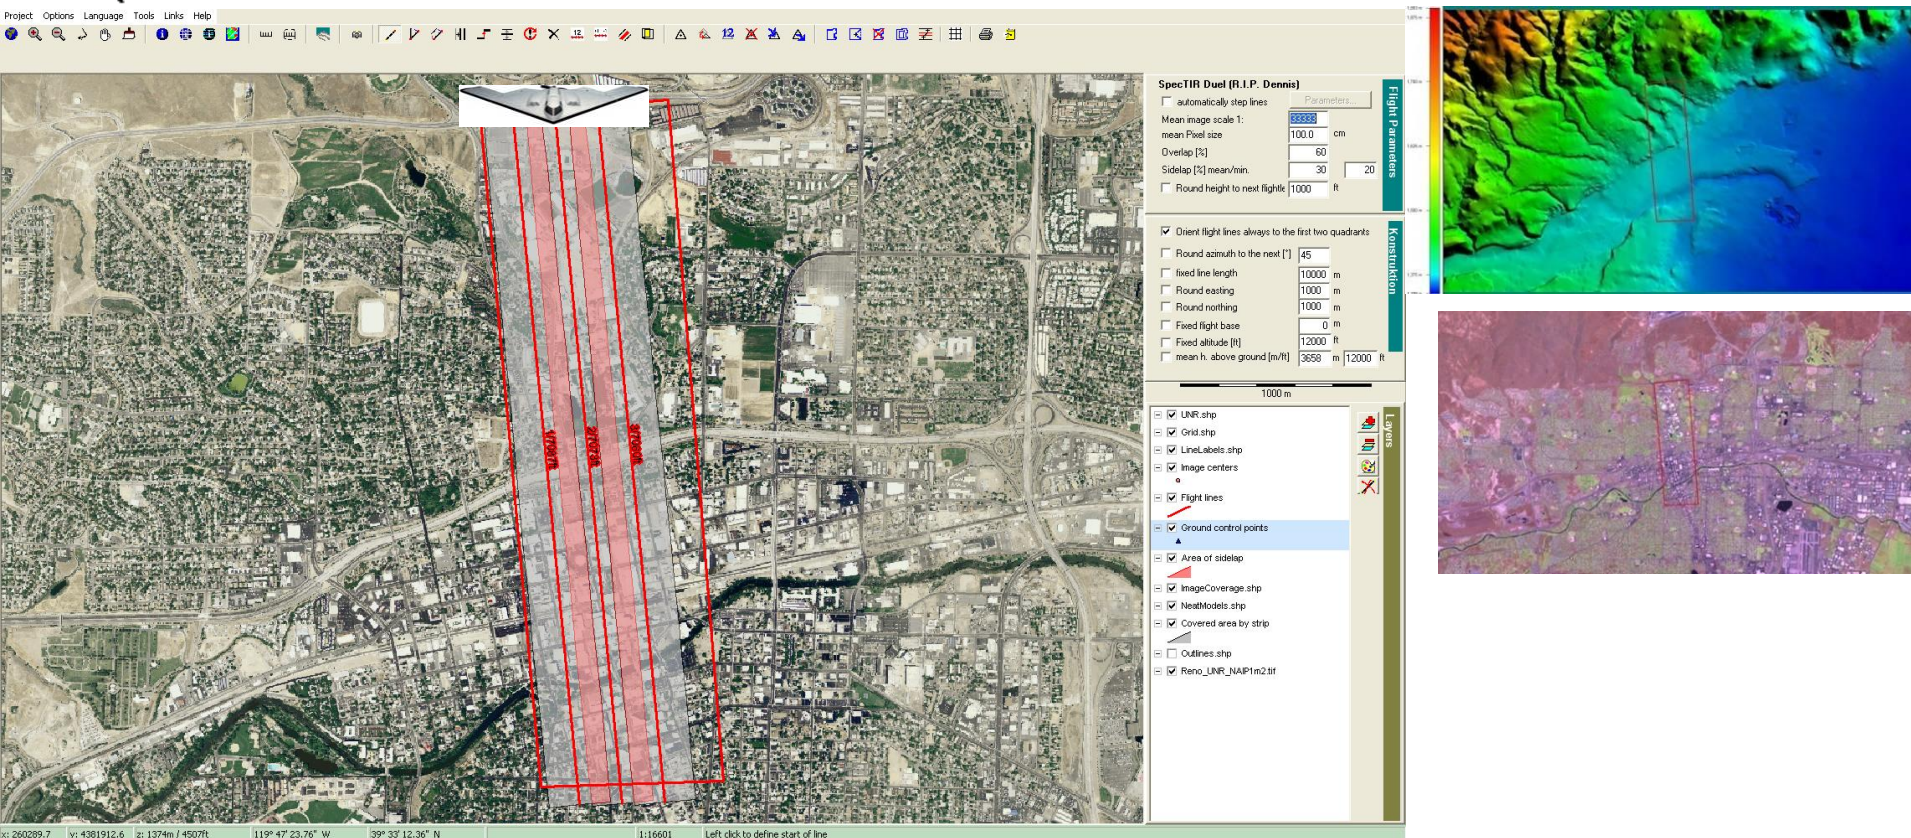 Project Options Language Tools Links Help
SpecTIR Duel (R.I.P. Dennis)
automatically step lines Parameters...
Mean image scale 1: 33333
mean Pixel size 100.0 cm
Overlap [%] 60
Sidelap [%] mean/min. 30 20
Round height to next flightle 1000 ft
Flight Parameters
Orient flight lines always to the first two quadrants
Round azimuth to the next [°] 45
fixed line length 10000 m
Round easting 1000 m
Round northing 1000 m
Fixed flight base 0 m
Fixed altitude [ft] 12000 ft
mean h. above ground [m/ft] 3658 m 12000 ft
Konstruktion
1000 m
UNR.shp
Grid.shp
LineLabels.shp
Image centers
Flight lines
Ground control points
Area of sidelap
ImageCoverage.shp
NeatModels.shp
Covered area by strip
Outlines.shp
Reno_UNR_NAIP1m2.tif
Layers
x: 260289.7 y: 4381912.6 z: 1374m / 4507ft 119° 47' 23.76" W 39° 33' 12.36" N 1:16601 Left click to define start of line